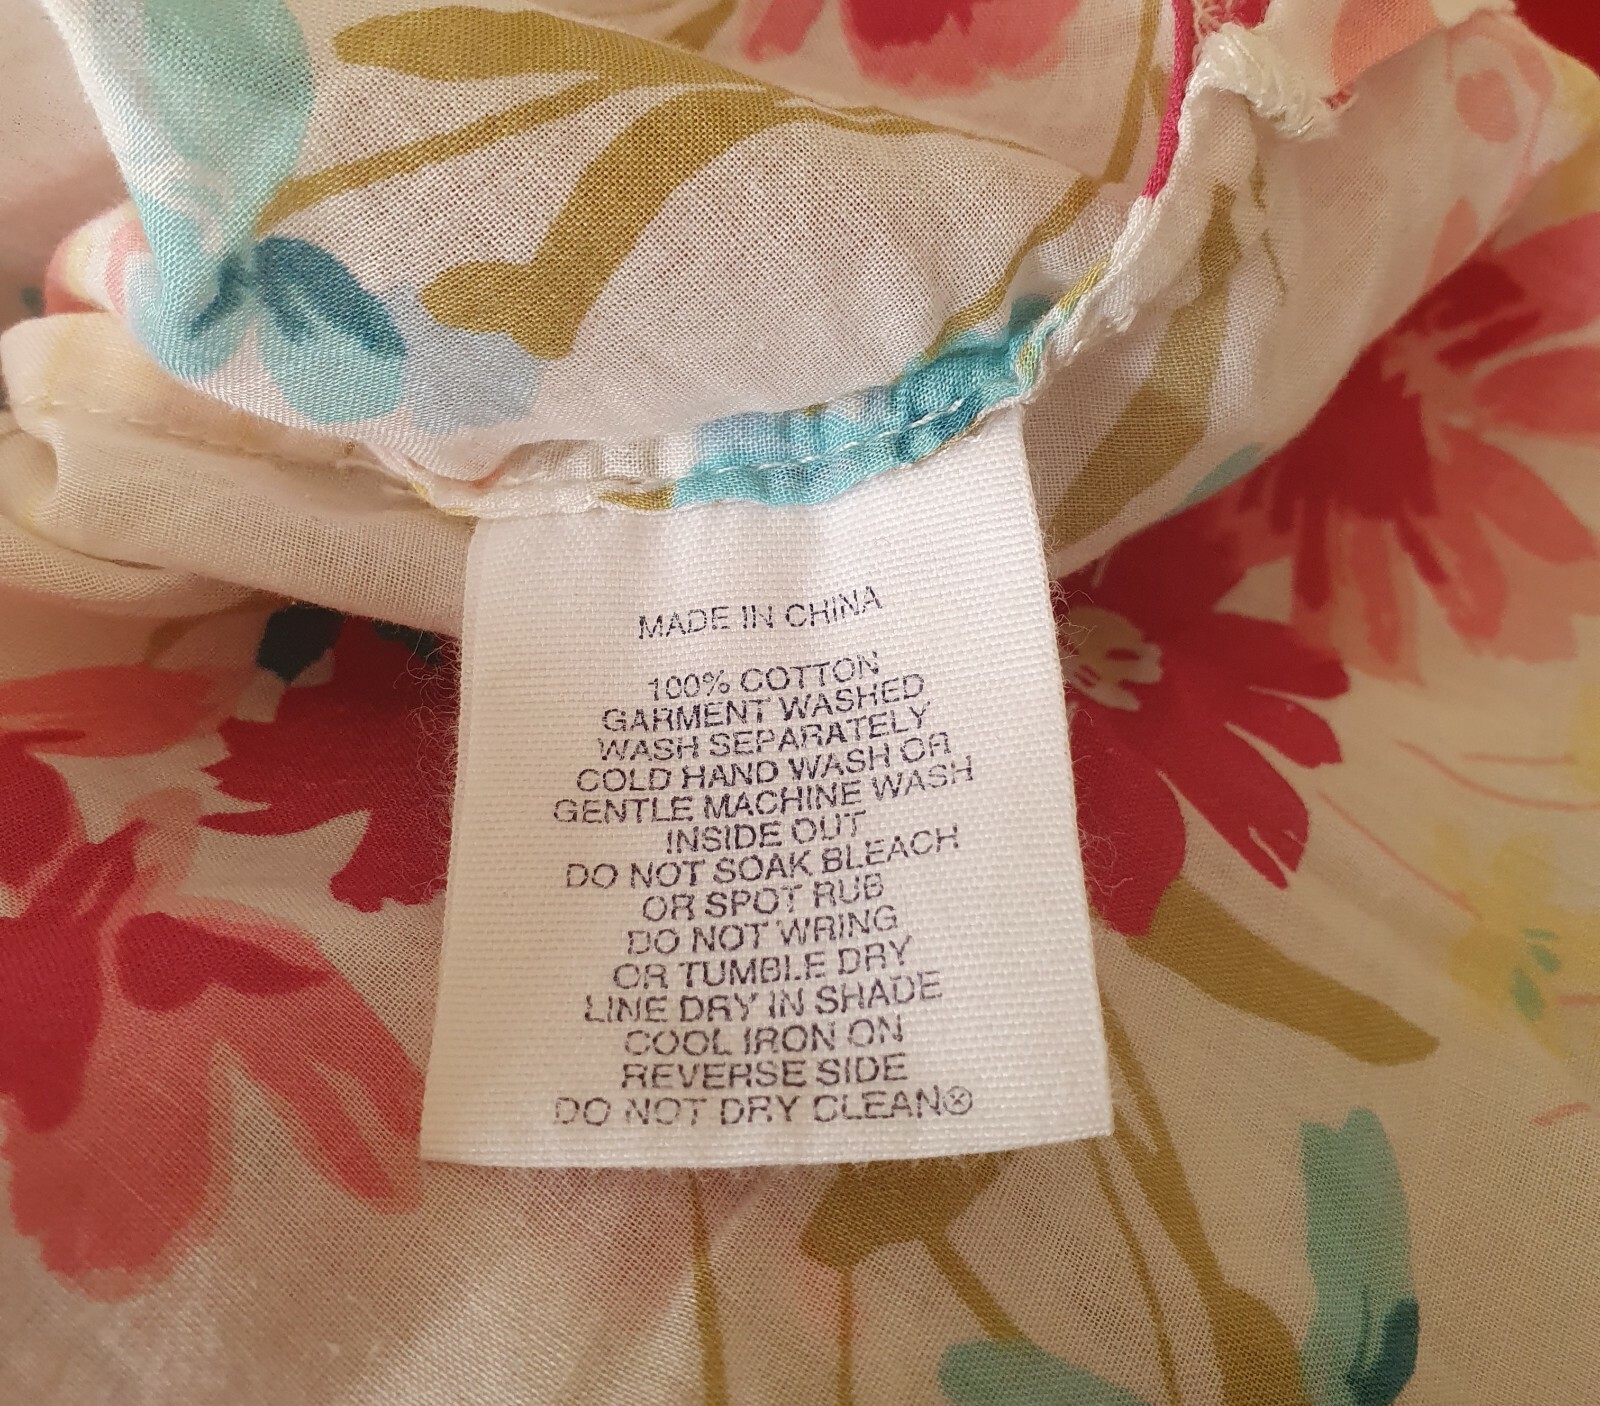 MADE IN CHINA
100% COTTON
GARMENT WASHED
WASH SEPARATELY
COLD HAND WASH OR
GENTLE MACHINE WASH
INSIDE OUT
DO NOT SOAK BLEACH
OR SPOT RUB
DO NOT WRING
OR TUMBLE DRY
LINE DRY IN SHADE
COOL IRON ON
REVERSE SIDE
DO NOT DRY CLEANⓍ